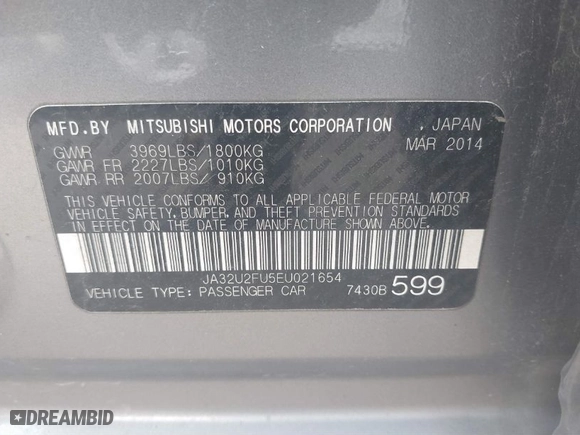 MFD.BY MITSUBISHI MOTORS CORPORATION . JAPAN
GVWR 3969LBS/1800KG MAR 2014
GAWR FR 2227LBS/1010KG
GAWR RR 2007LBS/ 910KG
THIS VEHICLE CONFORMS TO ALL APPLICABLE FEDERAL MOTOR
VEHICLE SAFETY, BUMPER, AND THEFT PREVENTION STANDARDS
IN EFFECT ON THE DATE OF MANUFACTURE SHOWN ABOVE.
JA32U2FU5EU021654
VEHICLE TYPE: PASSENGER CAR 7430B 599
DREAMBID